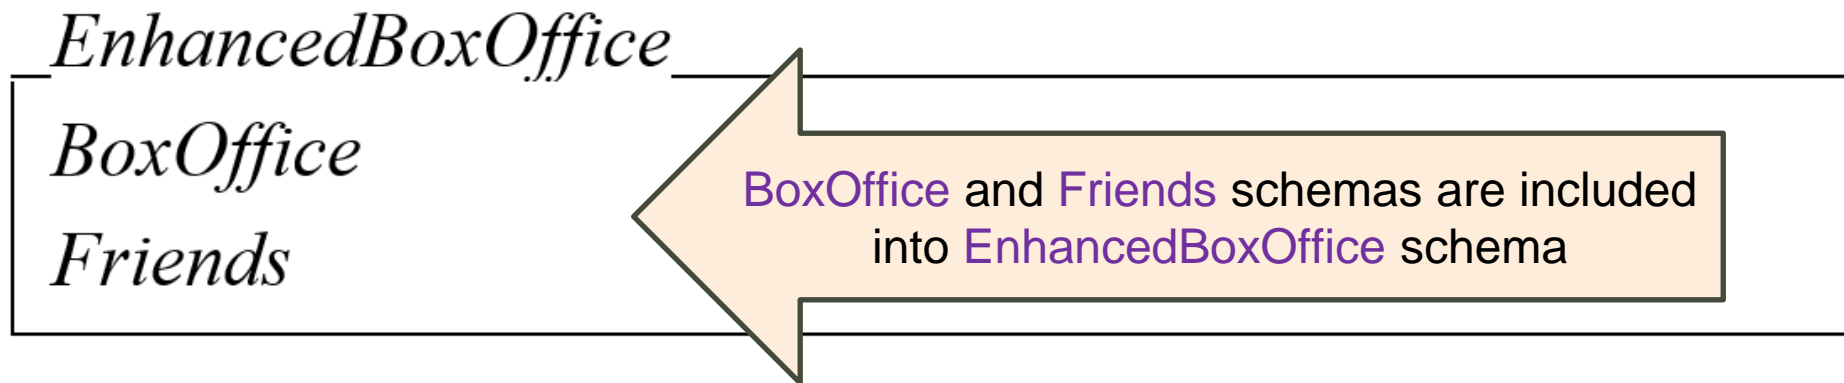 EnhancedBoxOffice
BoxOffice
Friends
BoxOffice and Friends schemas are included
into EnhancedBoxOffice schema